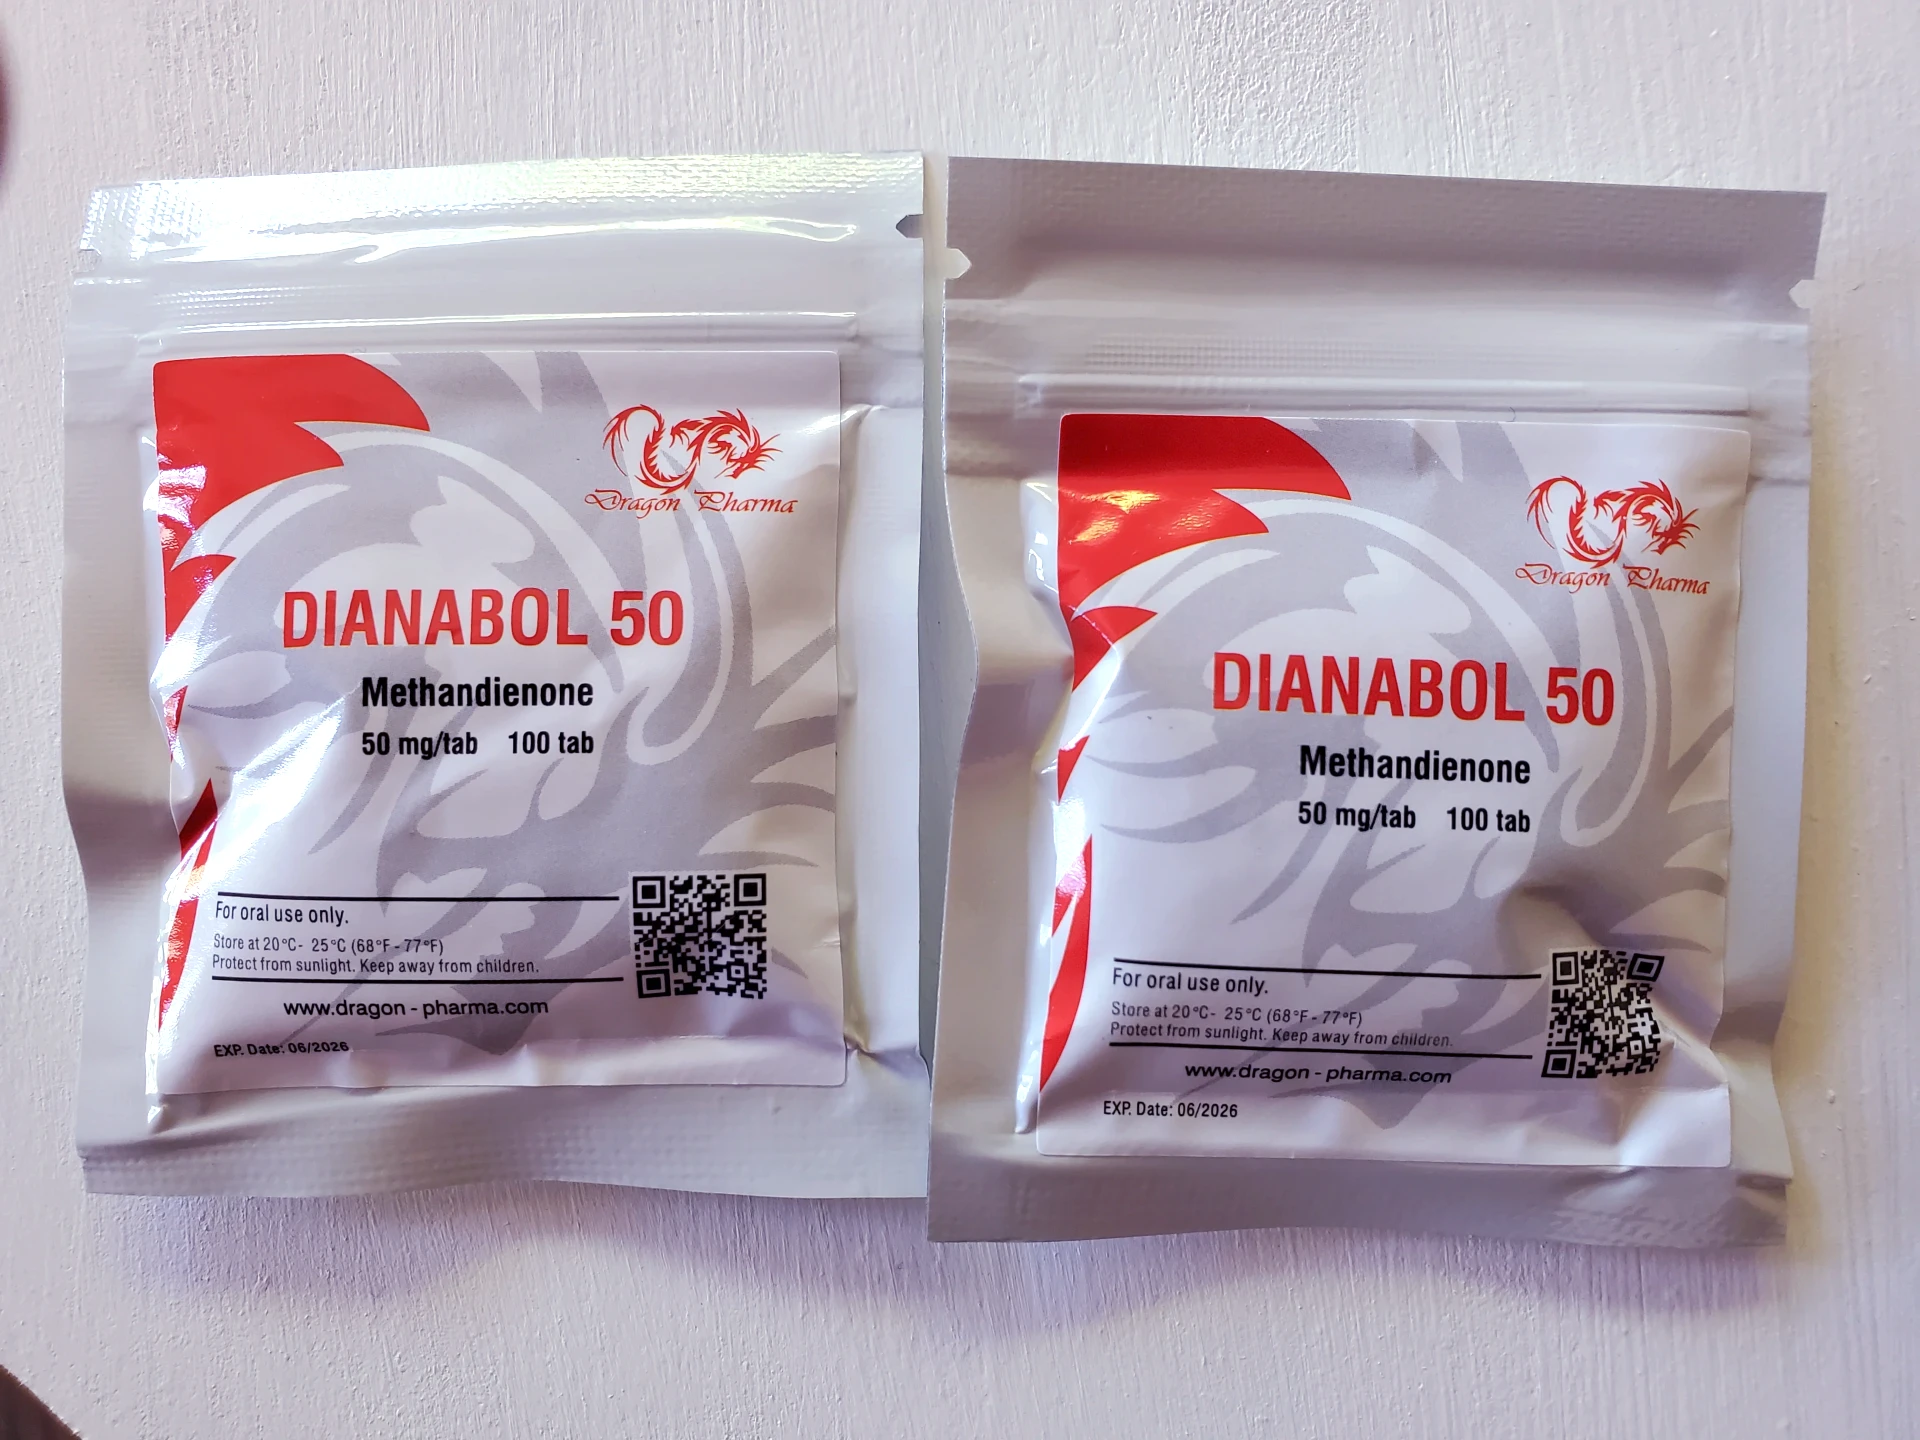 Dragon Pharma
DIANABOL 50
Methandienone
50 mg/tab 100 tab
For oral use only.
Store at 20°C- 25°C (68°F - 77°F)
Protect from sunlight. Keep away from children.
www.dragon - pharma.com
EXP. Date: 06/2026
Dragon Pharma
DIANABOL 50
Methandienone
50 mg/tab 100 tab
For oral use only.
Store at 20°C- 25°C (68°F - 77°F)
Protect from sunlight. Keep away from children.
www.dragon - pharma.com
EXP. Date: 06/2026